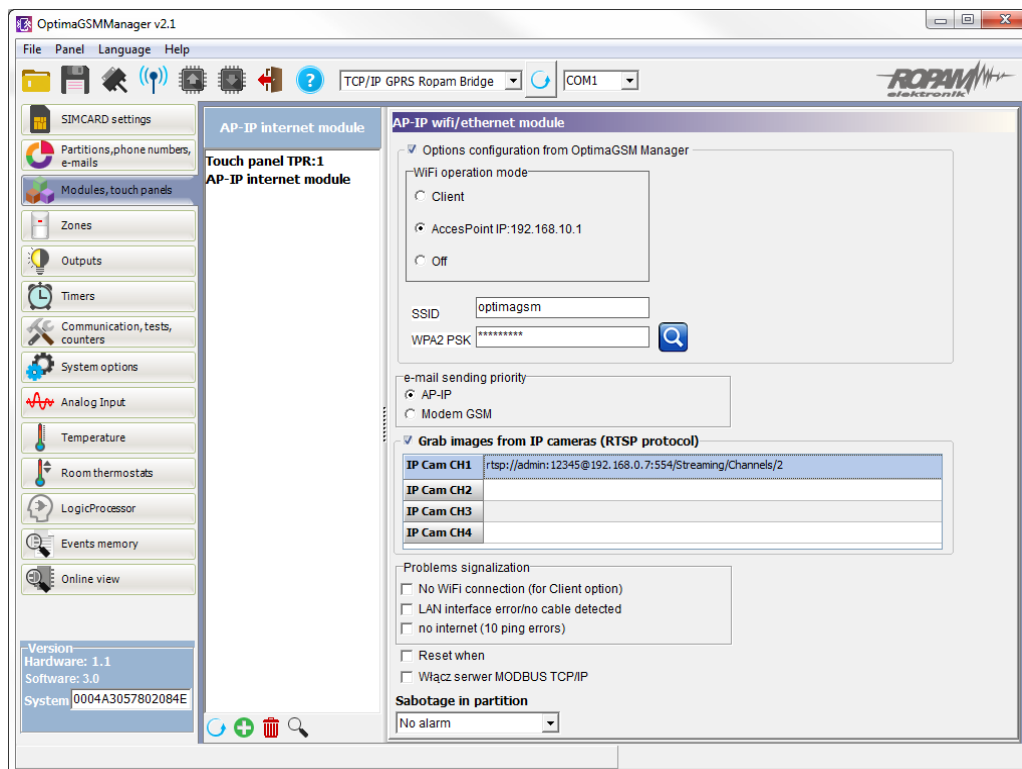 OptimaGSMManager v2.1
File Panel Language Help
TCP/IP GPRS Ropam Bridge
COM1
ROPAM
elektronik
SIMCARD settings
Partitions,phone numbers,
e-mails
Modules, touch panels
Zones
Outputs
Timers
Communication, tests,
counters
System options
Analog Input
Temperature
Room thermostats
LogicProcessor
Events memory
Online view
Version
Hardware: 1.1
Software: 3.0
System 0004A3057802084E
AP-IP internet module
Touch panel TPR:1
AP-IP internet module
AP-IP wifi/ethernet module
Options configuration from OptimaGSM Manager
WiFi operation mode
Client
AccesPoint IP:192.168.10.1
Off
SSID optimagsm
WPA2 PSK *********
e-mail sending priority
AP-IP
Modem GSM
Grab images from IP cameras (RTSP protocol)
IP Cam CH1 rtsp://admin:12345@192.168.0.7:554/Streaming/Channels/2
IP Cam CH2
IP Cam CH3
IP Cam CH4
Problems signalization
No WiFi connection (for Client option)
LAN interface error/no cable detected
no internet (10 ping errors)
Reset when
Włącz serwer MODBUS TCP/IP
Sabotage in partition
No alarm